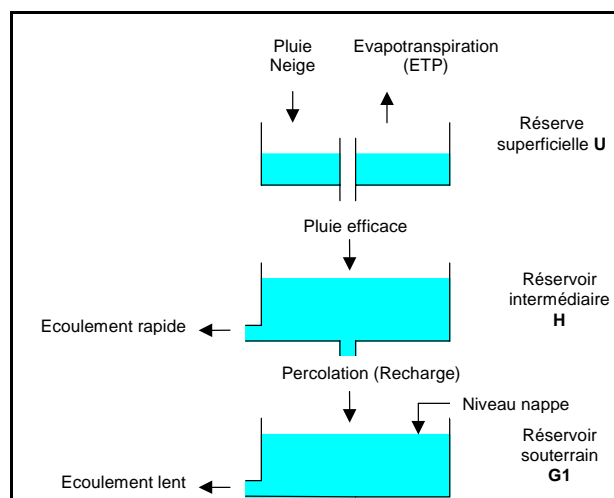 Pluie
Neige
Evapotranspiration
(ETP)
Réserve
superficielle U
Pluie efficace
Réservoir
intermédiaire
H
Ecoulement rapide
Percolation (Recharge)
Niveau nappe
Réservoir
souterrain
G1
Ecoulement lent